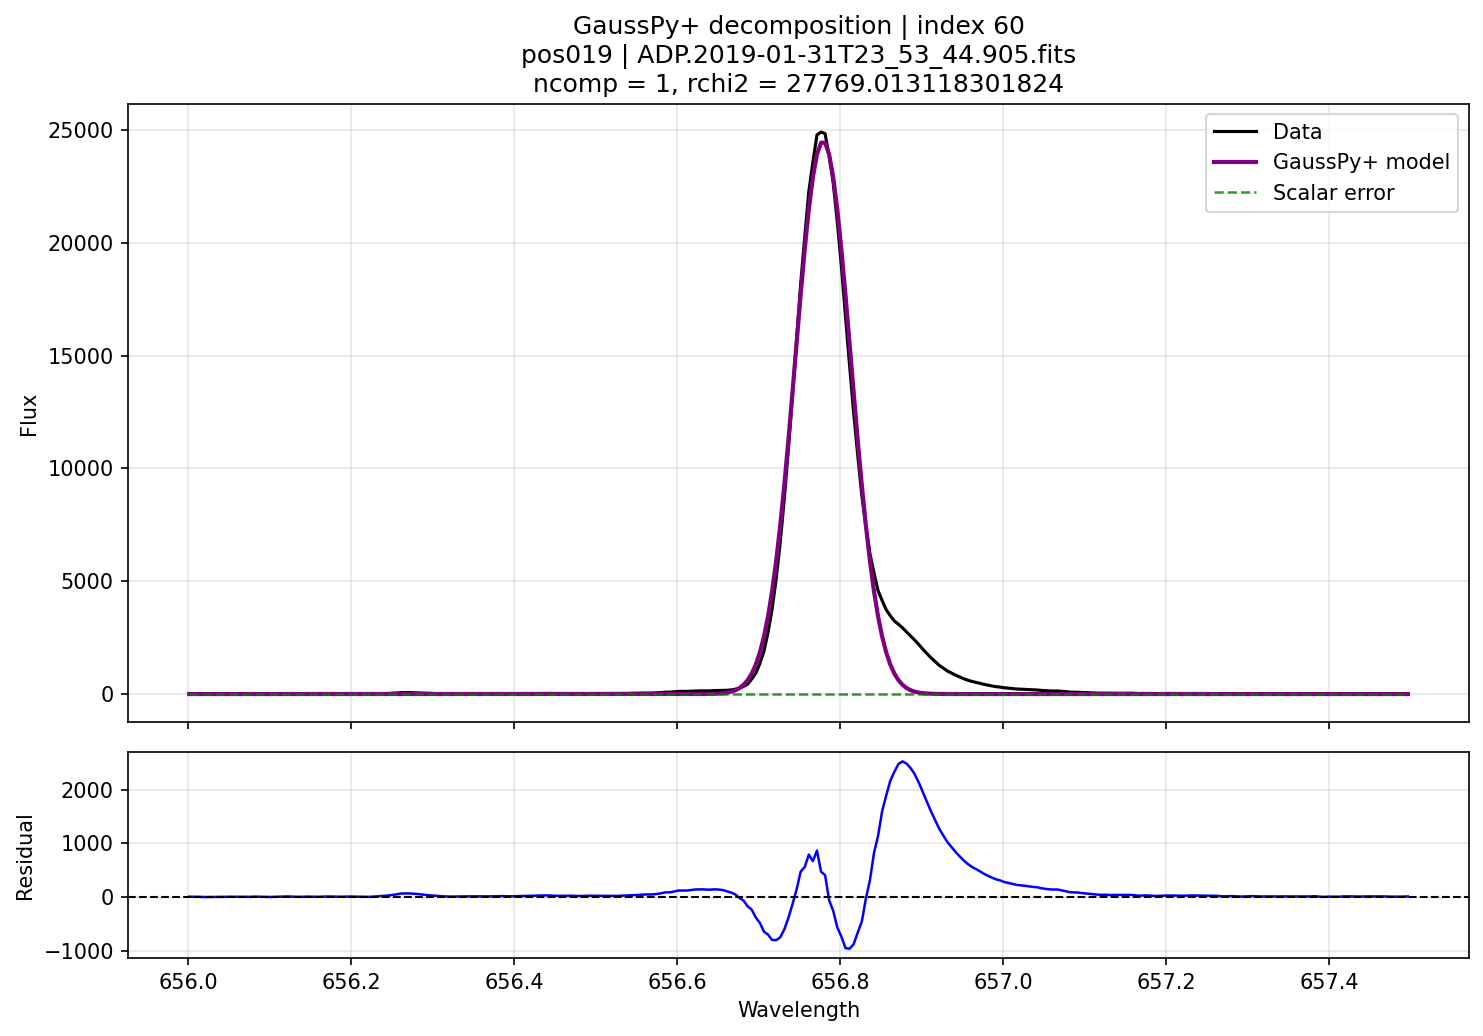 GaussPy+ decomposition | index 60
pos019 | ADP.2019-01-31T23_53_44.905.fits
ncomp = 1, rchi2 = 27769.013118301824
Data
GaussPy+ model
Scalar error
25000
20000
15000
10000
5000
0
Flux
2000
1000
0
−1000
Residual
656.0
656.2
656.4
656.6
656.8
657.0
657.2
657.4
Wavelength